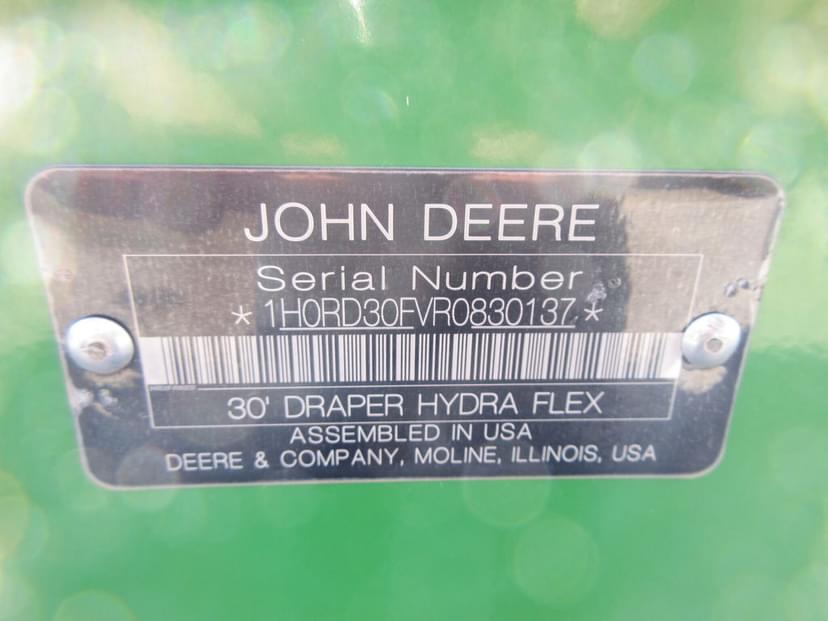 JOHN DEERE
Serial Number
*1H0RD30FVR0830137*
30' DRAPER HYDRA FLEX
ASSEMBLED IN USA
DEERE & COMPANY, MOLINE, ILLINOIS, USA